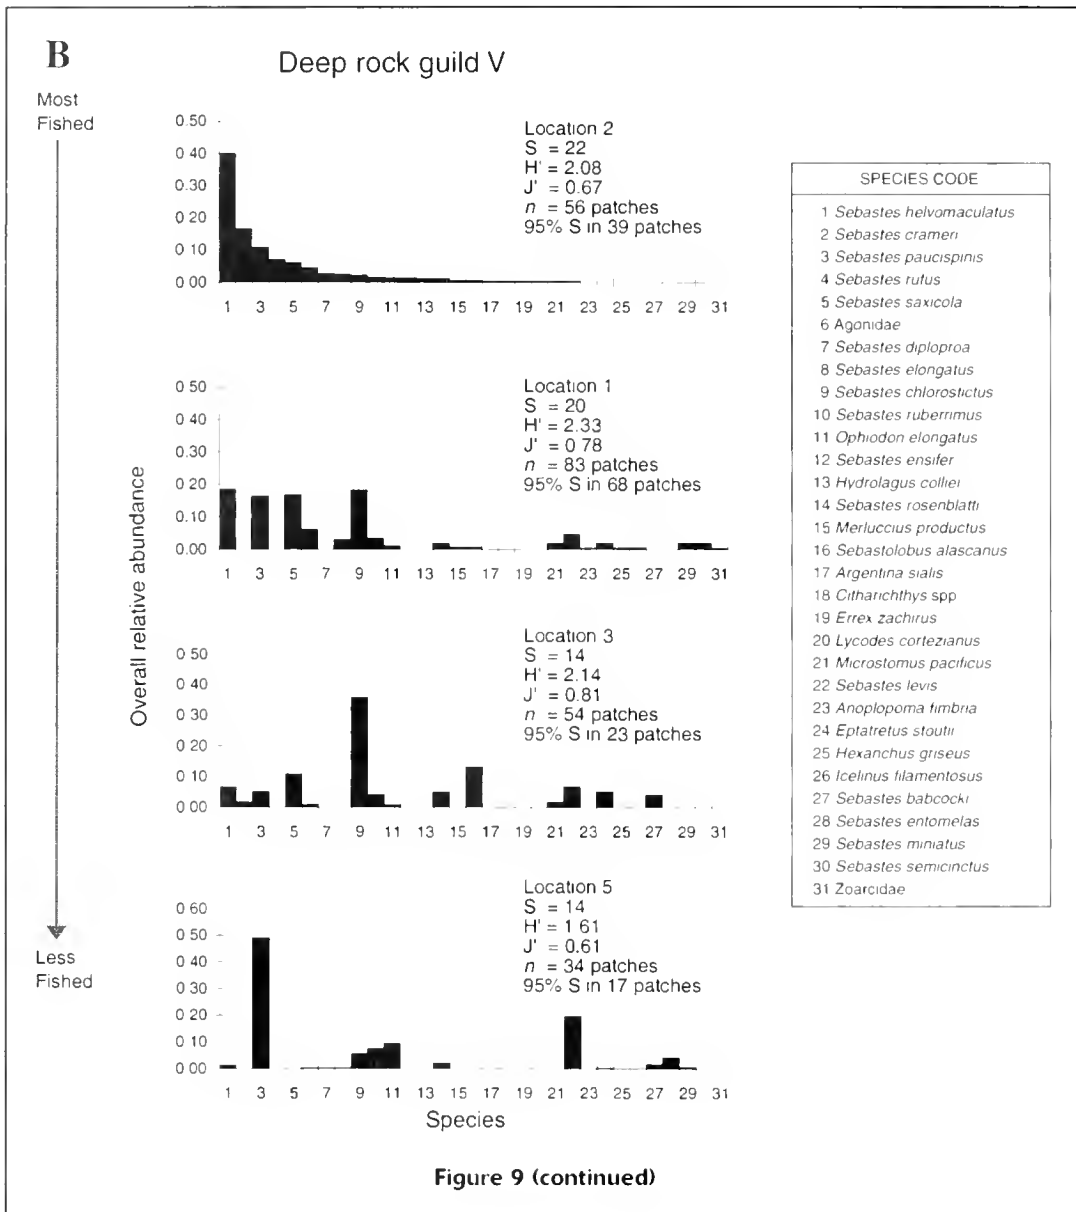 B
Deep rock guild V
Most
Fished
Less
Fished
Overall relative abundance
0 50
0 40
0 30
0 20
0 10
0 00
1 3 5 7 9 11 13 15 17 19 21 23 25 27 29 31
Location 2
S = 22
H' = 2.08
J' = 0.67
n = 56 patches
95% S in 39 patches
0 50
0 40
0 30
0 20
0.10
0.00
1 3 5 7 9 11 13 15 17 19 21 23 25 27 29 31
Location 1
S = 20
H' = 2.33
J' = 0 78
n = 83 patches
95% S in 68 patches
0 50
0 40
0 30
0 20
0 10
0.00
1 3 5 7 9 11 13 15 17 19 21 23 25 27 29 31
Location 3
S = 14
H' = 2.14
J' = 0.81
n = 54 patches
95% S in 23 patches
0 60
0 50
0 40
0 30
0 20
0 10
0 00
1 3 5 7 9 11 13 15 17 19 21 23 25 27 29 31
Location 5
S = 14
H' = 1 61
J' = 0.61
n = 34 patches
95% S in 17 patches
Species
SPECIES CODE
1 Sebastes helvomaculatus
2 Sebastes crameri
3 Sebastes paucispinis
4 Sebastes rufus
5 Sebastes saxicola
6 Agonidae
7 Sebastes diploproa
8 Sebastes elongatus
9 Sebastes chlorostictus
10 Sebastes ruberrimus
11 Ophiodon elongatus
12 Sebastes ensifer
13 Hydrolagus colliei
14 Sebastes rosenblatti
15 Merluccius productus
16 Sebastolobus alascanus
17 Argentina sialis
18 Citharichthys spp
19 Errex zachirus
20 Lycodes cortezianus
21 Microstomus pacificus
22 Sebastes levis
23 Anoplopoma fimbria
24 Eptatretus stoutii
25 Hexanchus griseus
26 Icelinus filamentosus
27 Sebastes babcocki
28 Sebastes entomelas
29 Sebastes miniatus
30 Sebastes semicinctus
31 Zoarcidae
Figure 9 (continued)